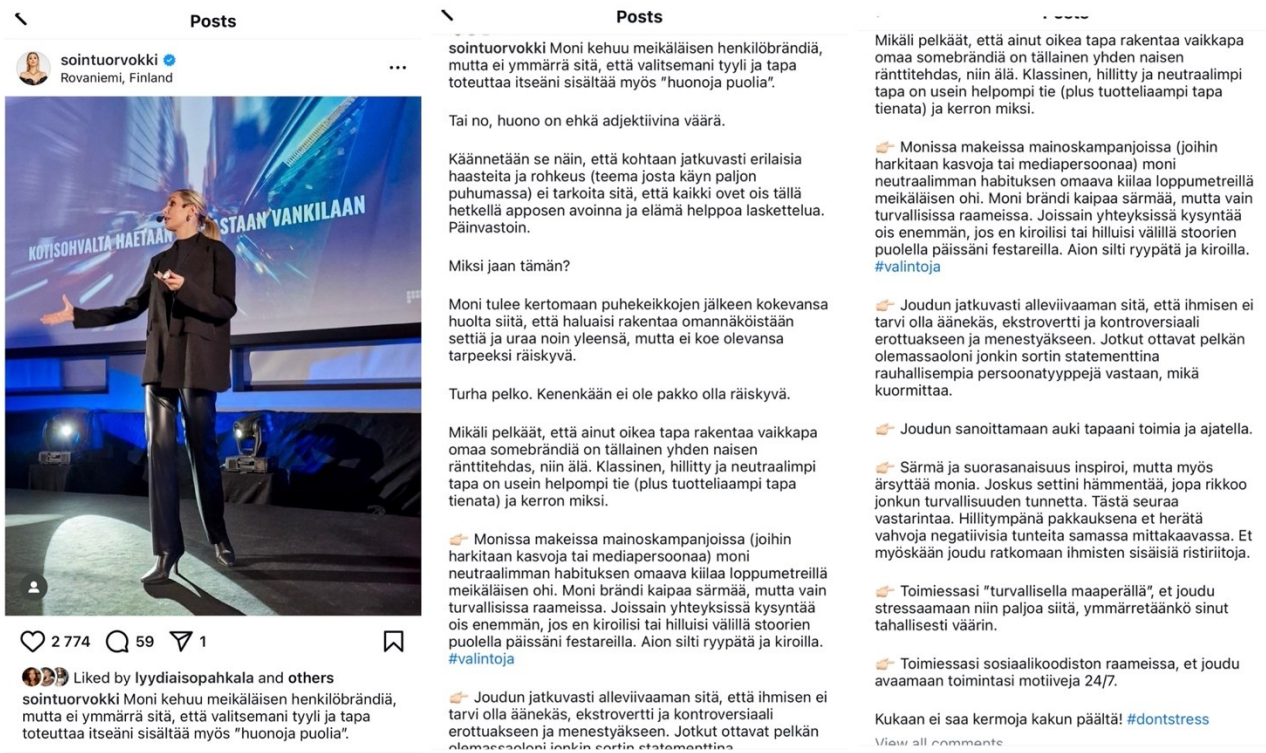 Posts
sointuorvokki
Rovaniemi, Finland
KOTISOHVALTA HAETAAN
STASTAAN VANKILAAN
2 774
59
1
Liked by lyydiaisopahkala and others
sointuorvokki Moni kehuu meikäläisen henkilöbrändiä,
mutta ei ymmärrä sitä, että valitsemani tyyli ja tapa
toteuttaa itseäni sisältää myös ”huonoja puolia”.
Posts
sointuorvokki Moni kehuu meikäläisen henkilöbrändiä,
mutta ei ymmärrä sitä, että valitsemani tyyli ja tapa
toteuttaa itseäni sisältää myös ”huonoja puolia”.
Tai no, huono on ehkä adjektiivina väärä.
Käännetään se näin, että kohtaan jatkuvasti erilaisia
haasteita ja rohkeus (teema josta käyn paljon
puhumassa) ei tarkoita sitä, että kaikki ovet ois tällä
hetkellä apposen avoinna ja elämä helppoa laskettelua.
Päinvastoin.
Miksi jaan tämän?
Moni tulee kertomaan puhekeikkojen jälkeen kokevansa
huolta siitä, että haluaisi rakentaa omannäköistään
settiä ja uraa noin yleensä, mutta ei koe olevansa
tarpeeksi räiskyvä.
Turha pelko. Kenenkään ei ole pakko olla räiskyvä.
Mikäli pelkäät, että ainut oikea tapa rakentaa vaikkapa
omaa somebrändiä on tällainen yhden naisen
ränttitehdas, niin älä. Klassinen, hillitty ja neutraalimpi
tapa on usein helpompi tie (plus tuotteliaampi tapa
tienata) ja kerron miksi.
👉🏻 Monissa makeissa mainoskampanjoissa (joihin
harkitaan kasvoja tai mediapersoonaa) moni
neutraalimman habituksen omaava kiilaa loppumetreillä
meikäläisen ohi. Moni brändi kaipaa särmää, mutta vain
turvallisissa raameissa. Joissain yhteyksissä kysyntää
ois enemmän, jos en kiroilisi tai hilluisi välillä stoorien
puolella päissäni festareilla. Aion silti ryypätä ja kiroilla.
#valintoja
👉🏻 Joudun jatkuvasti alleviivaamaan sitä, että ihmisen ei
tarvi olla äänekäs, ekstrovertti ja kontroversiaali
erottuakseen ja menestyäkseen. Jotkut ottavat pelkän
olemassaoloni jonkin sortin statementtina
Posts
Mikäli pelkäät, että ainut oikea tapa rakentaa vaikkapa
omaa somebrändiä on tällainen yhden naisen
ränttitehdas, niin älä. Klassinen, hillitty ja neutraalimpi
tapa on usein helpompi tie (plus tuotteliaampi tapa
tienata) ja kerron miksi.
👉🏻 Monissa makeissa mainoskampanjoissa (joihin
harkitaan kasvoja tai mediapersoonaa) moni
neutraalimman habituksen omaava kiilaa loppumetreillä
meikäläisen ohi. Moni brändi kaipaa särmää, mutta vain
turvallisissa raameissa. Joissain yhteyksissä kysyntää
ois enemmän, jos en kiroilisi tai hilluisi välillä stoorien
puolella päissäni festareilla. Aion silti ryypätä ja kiroilla.
#valintoja
👉🏻 Joudun jatkuvasti alleviivaamaan sitä, että ihmisen ei
tarvi olla äänekäs, ekstrovertti ja kontroversiaali
erottuakseen ja menestyäkseen. Jotkut ottavat pelkän
olemassaoloni jonkin sortin statementtina
rauhallisempia persoonatyyppejä vastaan, mikä
kuormittaa.
👉🏻 Joudun sanoittamaan auki tapaani toimia ja ajatella.
👉🏻 Särmä ja suorasanaisuus inspiroi, mutta myös
ärsyttää monia. Joskus settini hämmentää, jopa rikkoo
jonkun turvallisuuden tunnetta. Tästä seuraa
vastarintaa. Hillitympänä pakkauksena et herätä
vahvoja negatiivisia tunteita samassa mittakaavassa. Et
myöskään joudu ratkomaan ihmisten sisäisiä ristiriitoja.
👉🏻 Toimiessasi ”turvallisella maaperällä”, et joudu
stressaamaan niin paljoa siitä, ymmärretäänkö sinut
tahallisesti väärin.
👉🏻 Toimiessasi sosiaalikoodiston raameissa, et joudu
avaamaan toimintasi motiiveja 24/7.
Kukaan ei saa kermoja kakun päältä! #dontstress
View all comments